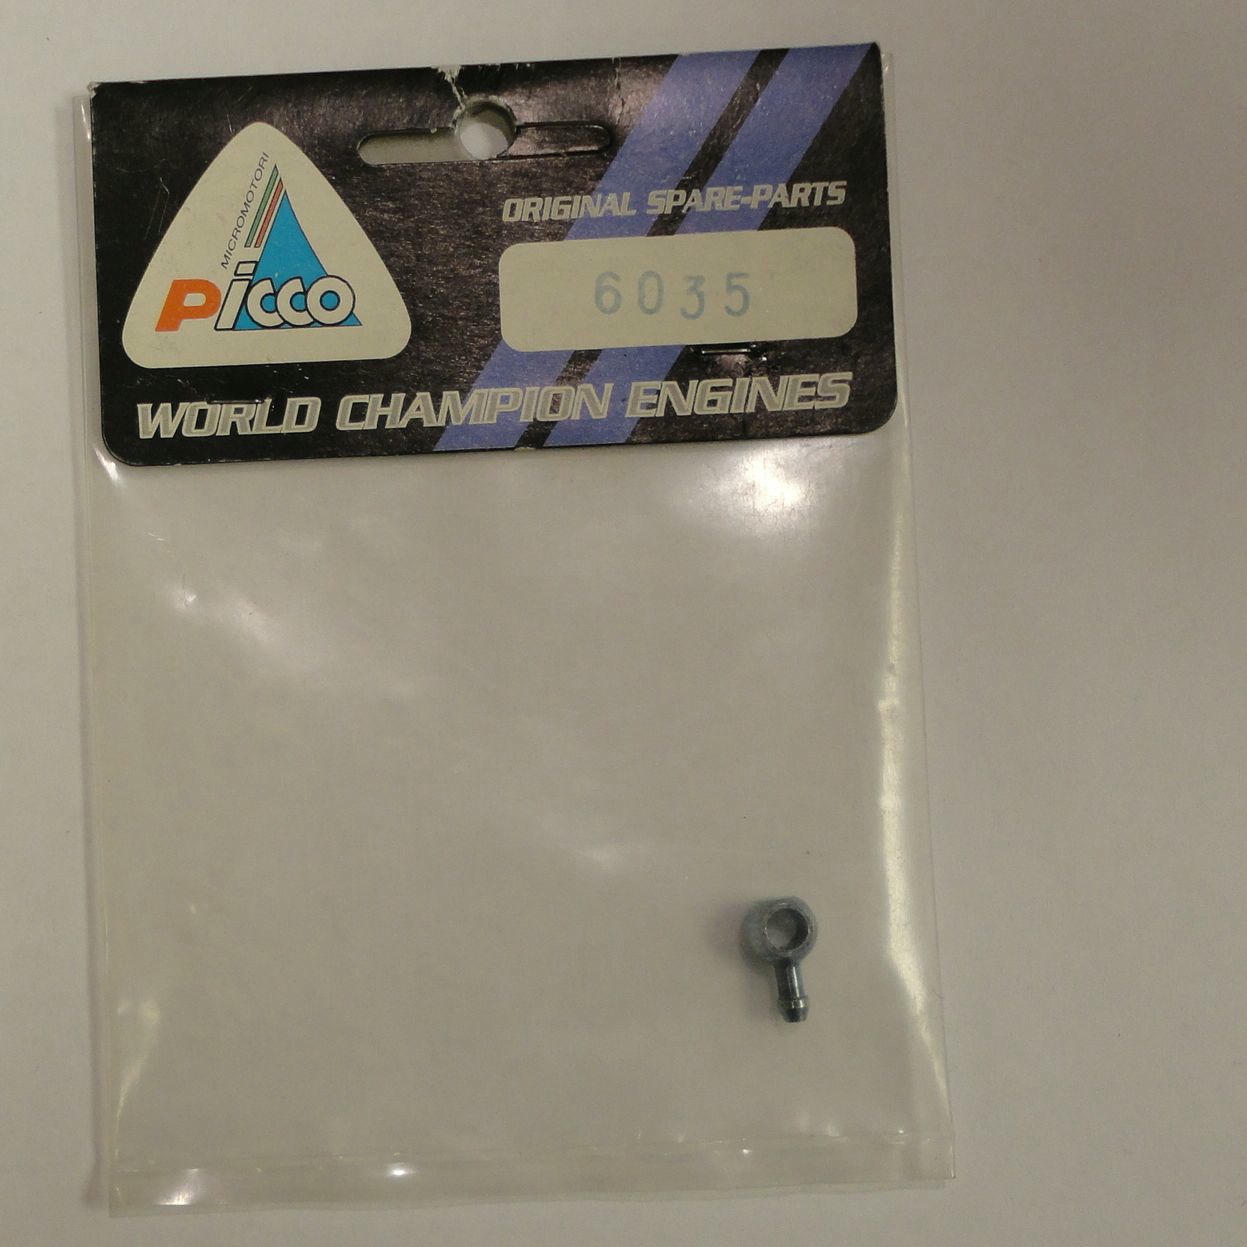 MICROMOTORI
Picco
ORIGINAL SPARE-PARTS
6035
WORLD CHAMPION ENGINES